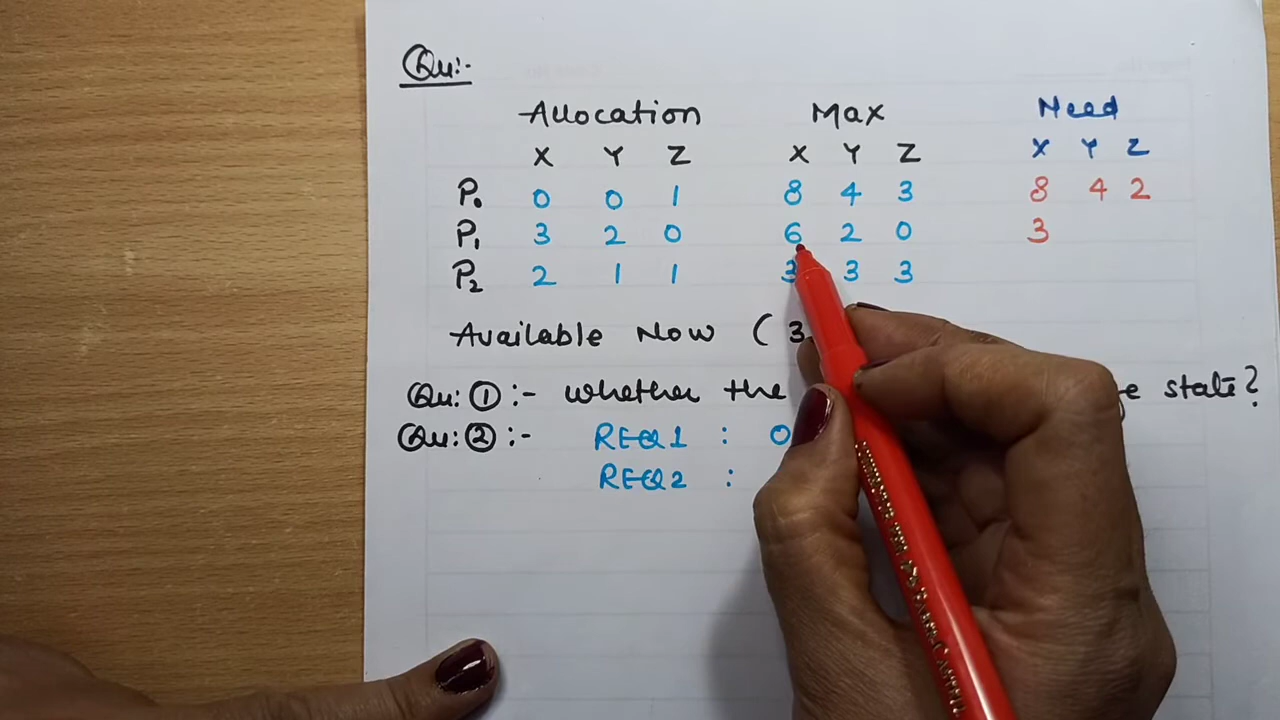 Qu:-
Allocation Max Need
X Y Z X Y Z X Y Z
P0 0 0 1 8 4 3 8 4 2
P1 3 2 0 6 2 0 3
P2 2 1 1 3 3 3
Available Now ( 3
Qu: ① :- whether the state?
Qu: ② :- REQ1 : 0
REQ2 :